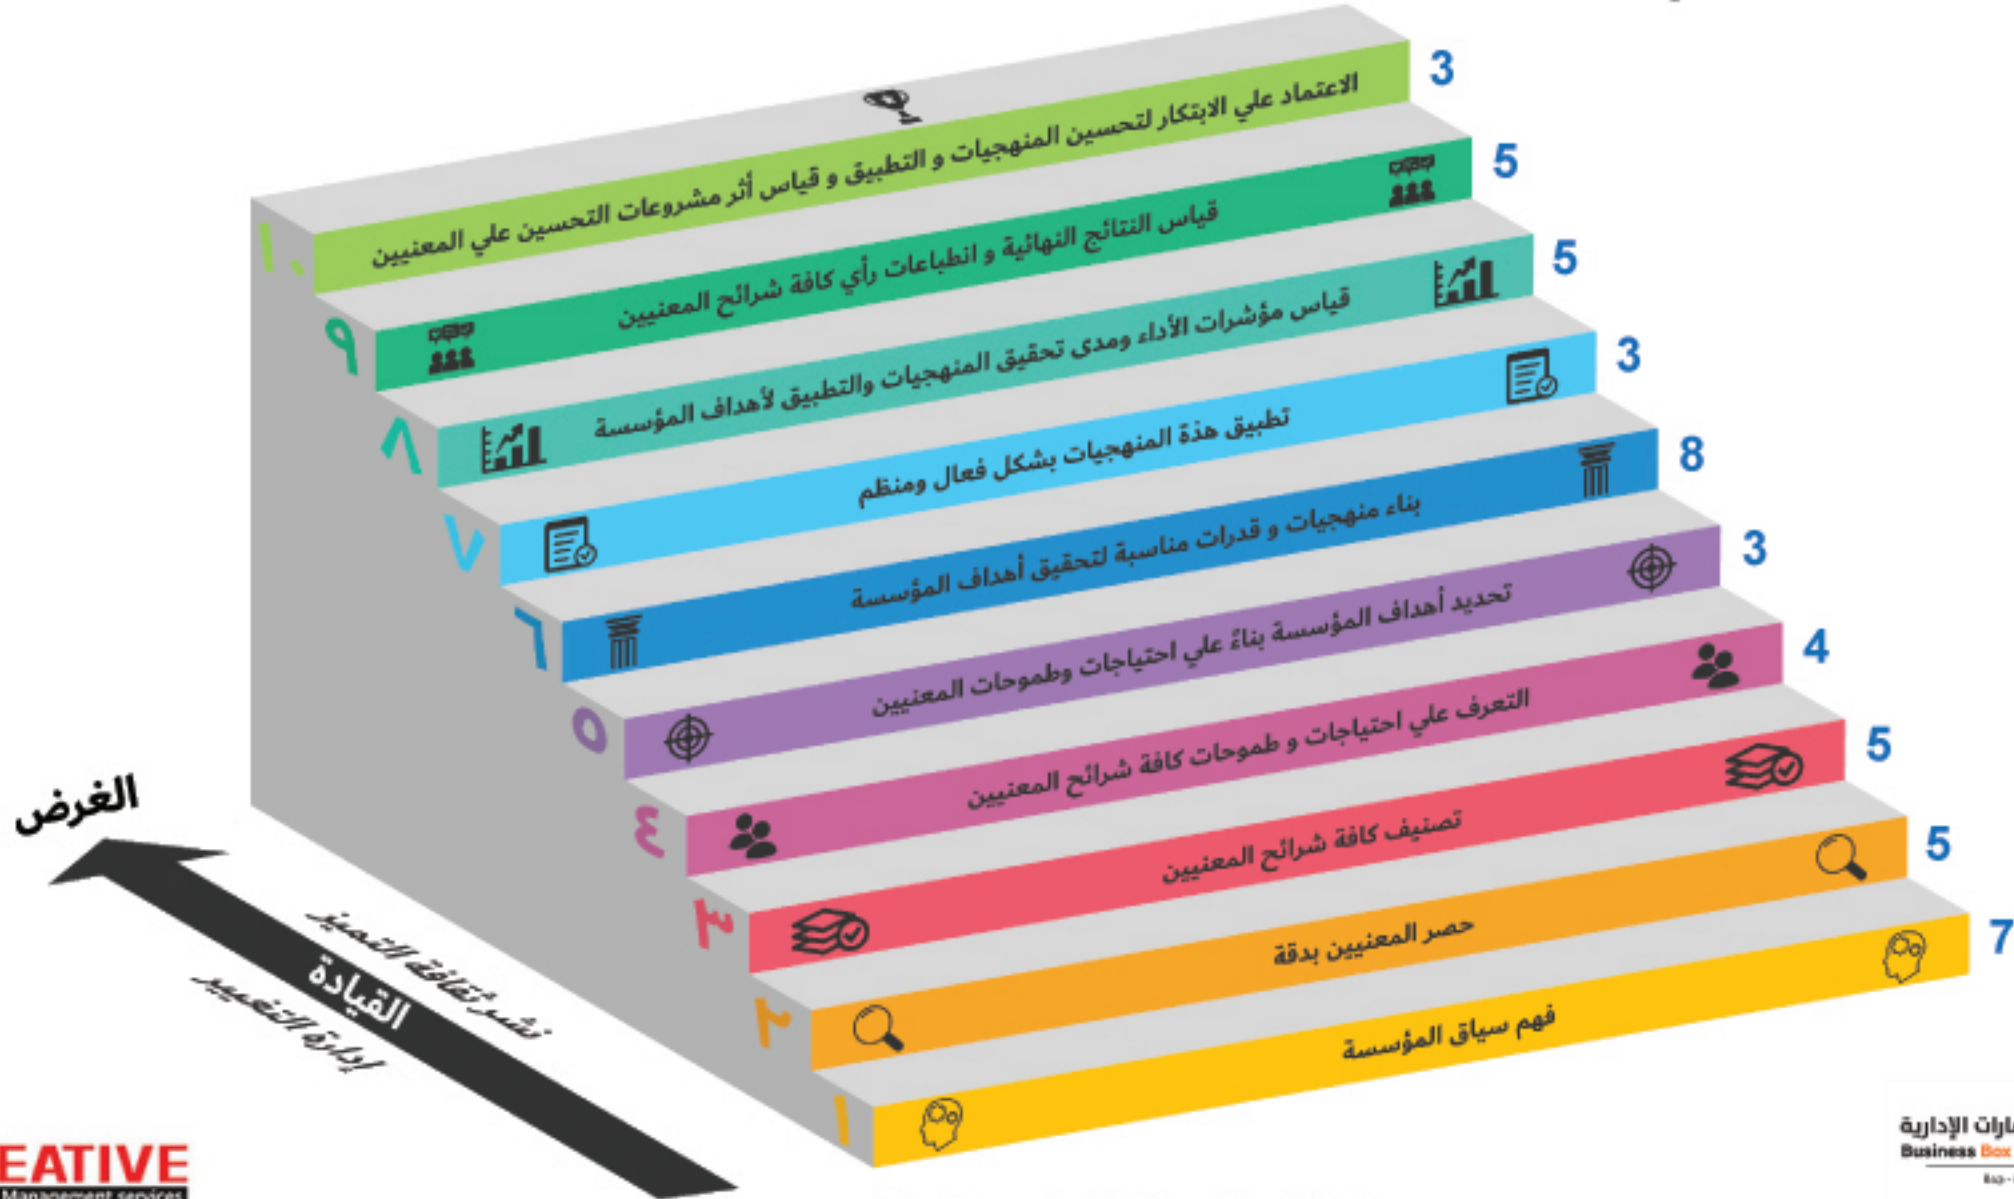 الاعتماد علي الابتكار لتحسين المنهجيات و التطبيق و قياس أثر مشروعات التحسين علي المعنيين
١٠
3
قياس النتائج النهائية و انطباعات رأي كافة شرائح المعنيين
٩
5
قياس مؤشرات الأداء ومدى تحقيق المنهجيات والتطبيق لأهداف المؤسسة
٨
5
تطبيق هذة المنهجيات بشكل فعال ومنظم
٧
3
بناء منهجيات و قدرات مناسبة لتحقيق أهداف المؤسسة
٦
8
تحديد أهداف المؤسسة بناءً علي احتياجات وطموحات المعنيين
٥
3
التعرف علي احتياجات و طموحات كافة شرائح المعنيين
٤
4
تصنيف كافة شرائح المعنيين
٣
5
حصر المعنيين بدقة
٢
5
فهم سياق المؤسسة
١
7
الغرض
نشر ثقافة التميز
القيادة
إدارة التغيير
EATIVE
Management services
الإدارية
Business Box